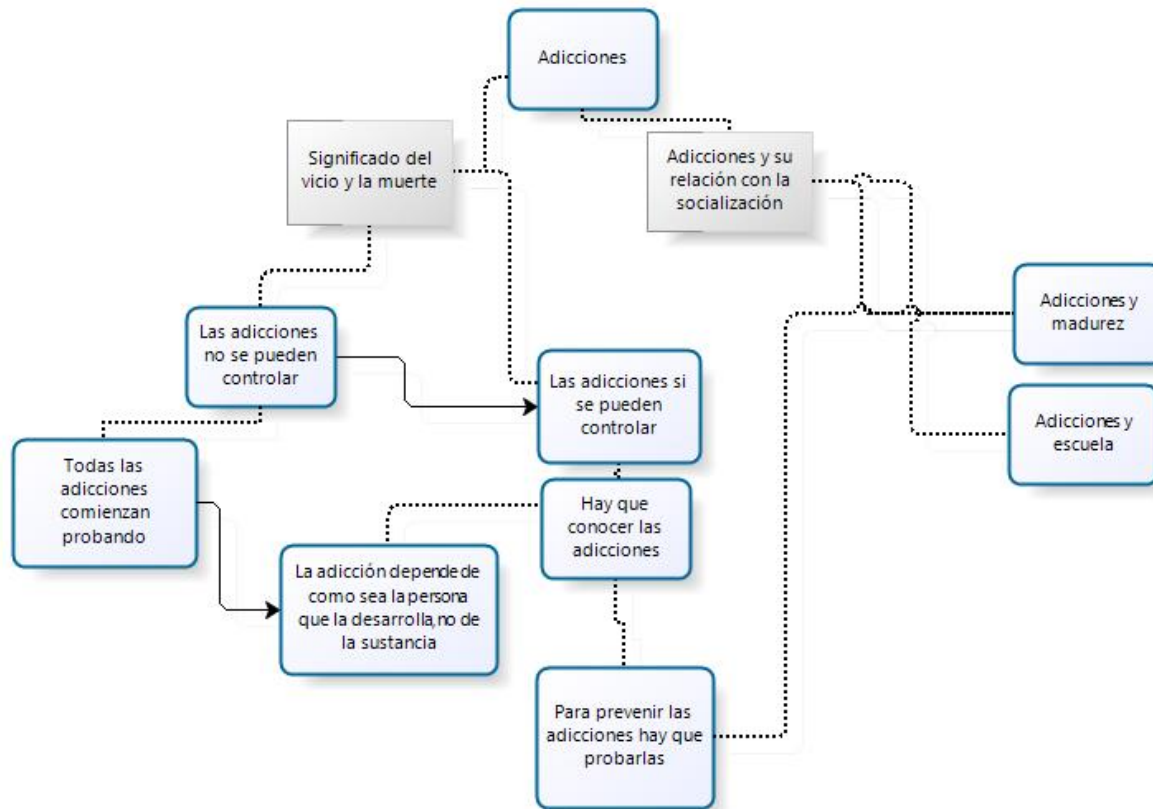 Adicciones
Significado del
vicio y la muerte
Adicciones y su
relación con la
socialización
Adicciones y
madurez
Las adicciones
no se pueden
controlar
Las adicciones si
se pueden
controlar
Adicciones y
escuela
Todas las
adicciones
comienzan
probando
Hay que
conocer las
adicciones
La adicción depende de
como sea la persona
que la desarrolla,no de
la sustancia
Para prevenir las
adicciones hay que
probarlas